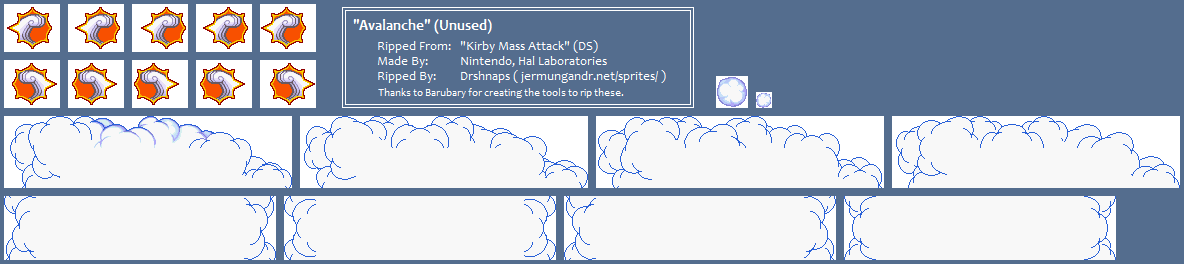 "Avalanche" (Unused)
Ripped From: "Kirby Mass Attack" (DS)
Made By: Nintendo, Hal Laboratories
Ripped By: Drshnaps ( jermungandr.net/sprites/ )
Thanks to Barubary for creating the tools to rip these.